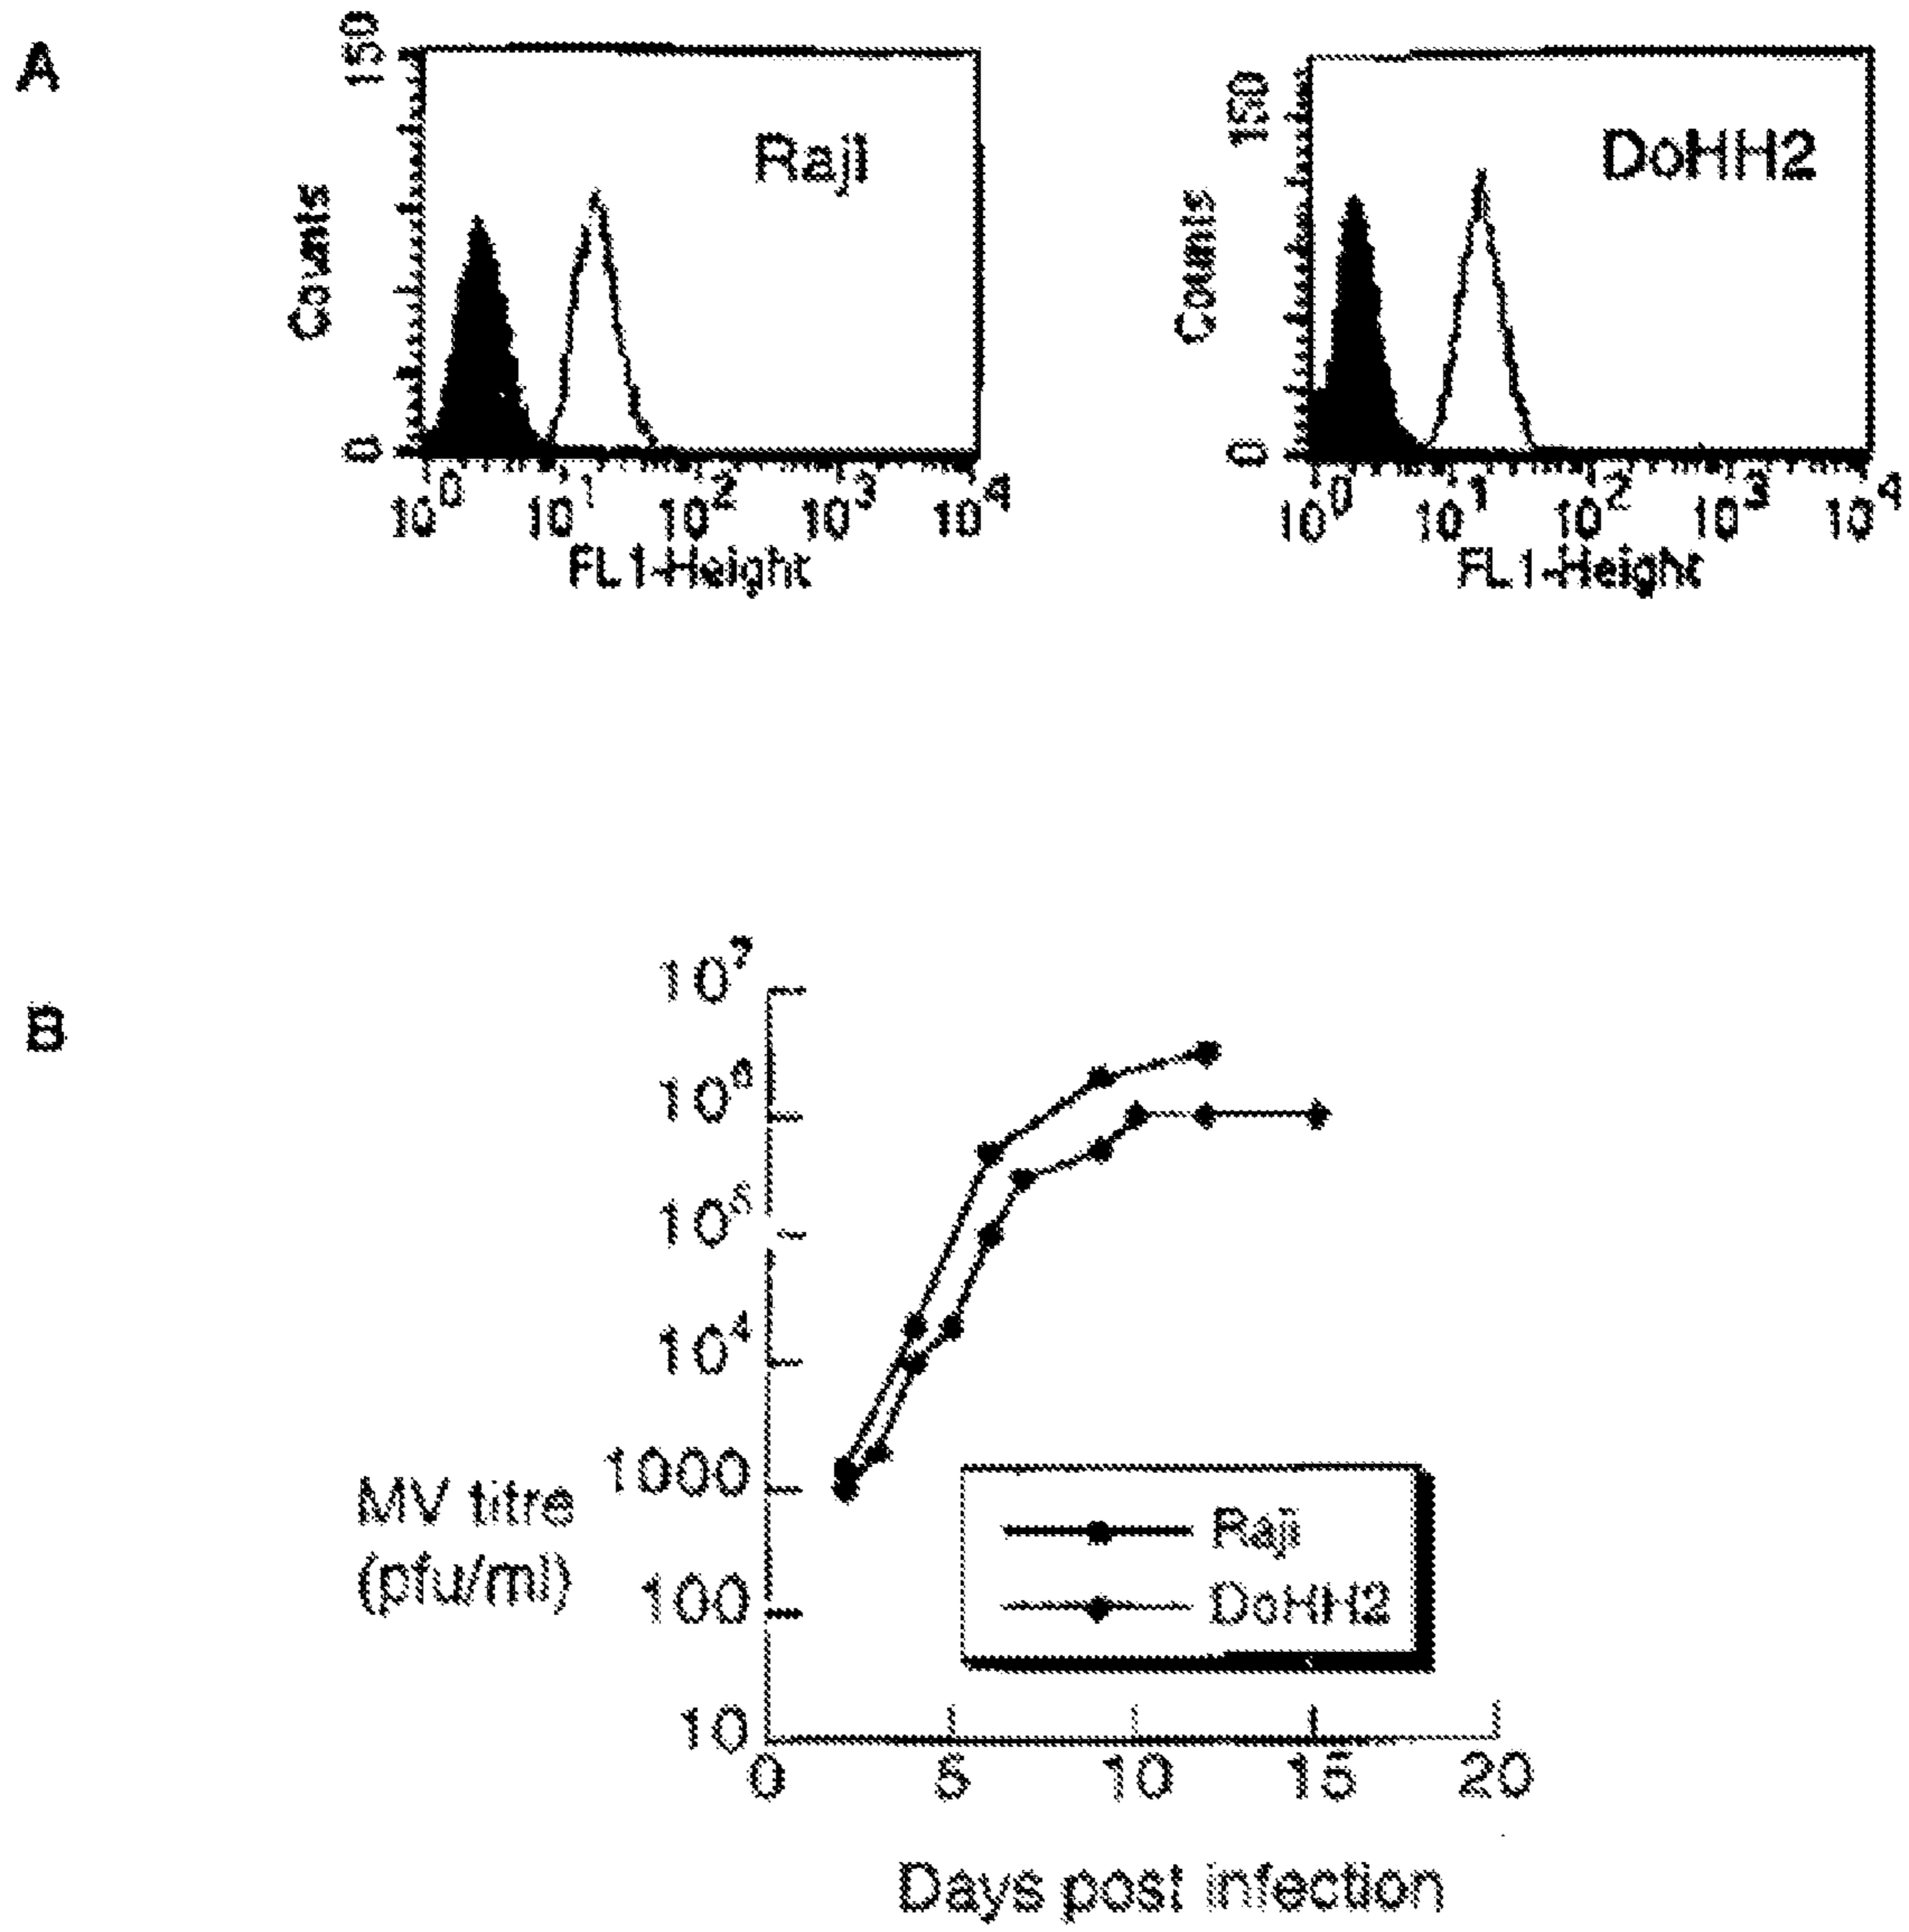 A
150
Counts
0
Raji
10^0 10^1 10^2 10^3 10^4
FL1-Height
150
Counts
0
DoHH2
10^0 10^1 10^2 10^3 10^4
FL1-Height
B
10^7
10^6
10^5
10^4
1000
100
10
MV titre
(pfu/ml)
Raji
DoHH2
0 5 10 15 20
Days post infection